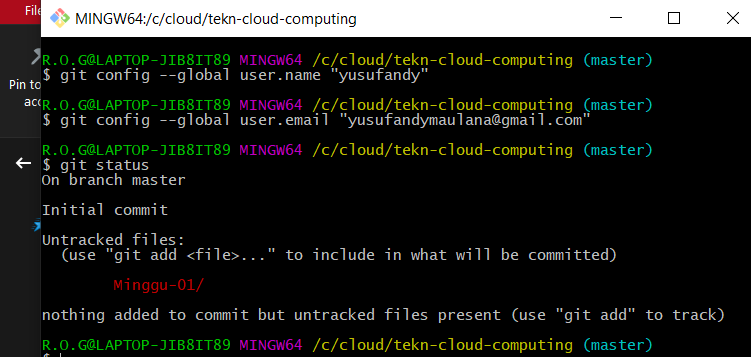 File
MINGW64:/c/cloud/tekn-cloud-computing
Pin to
acc
R.O.G@LAPTOP-JIB8IT89 MINGW64 /c/cloud/tekn-cloud-computing (master)
$ git config --global user.name "yusufandy"
R.O.G@LAPTOP-JIB8IT89 MINGW64 /c/cloud/tekn-cloud-computing (master)
$ git config --global user.email "yusufandymaulana@gmail.com"
R.O.G@LAPTOP-JIB8IT89 MINGW64 /c/cloud/tekn-cloud-computing (master)
$ git status
On branch master
Initial commit
Untracked files:
  (use "git add <file>..." to include in what will be committed)
        Minggu-01/
nothing added to commit but untracked files present (use "git add" to track)
R.O.G@LAPTOP-JIB8IT89 MINGW64 /c/cloud/tekn-cloud-computing (master)
$